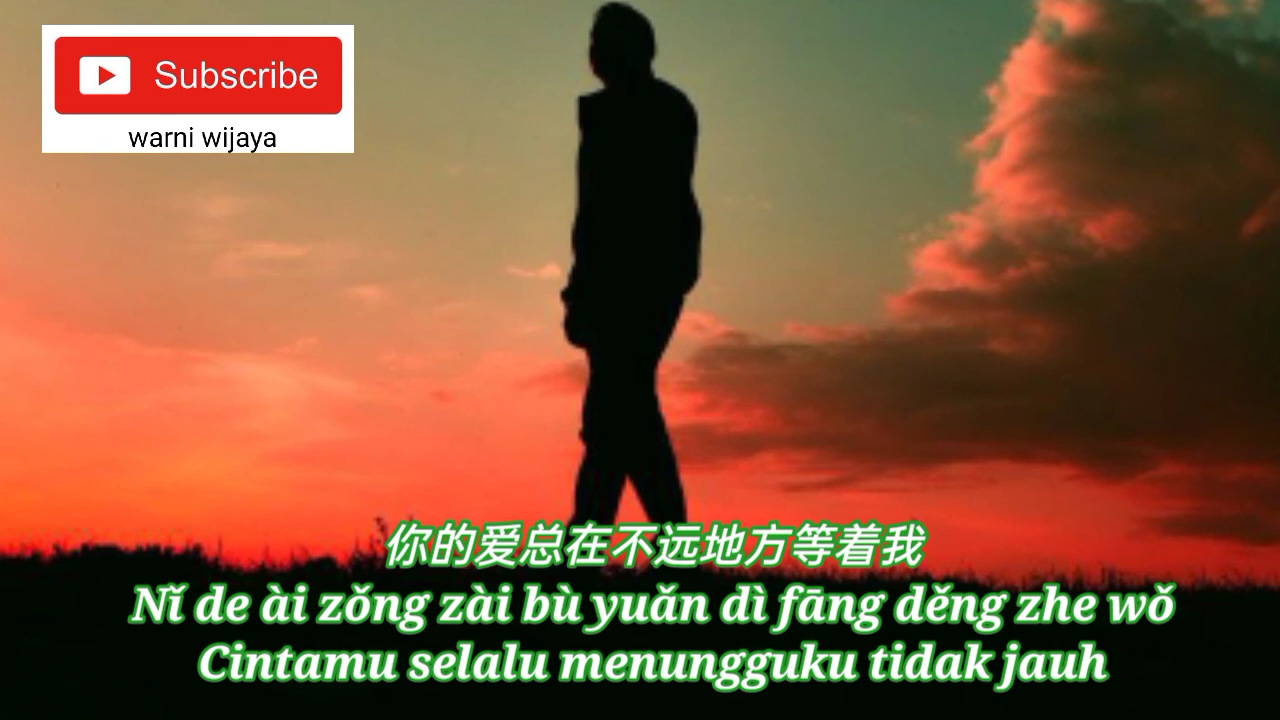 Subscribe
warni wijaya
你的爱总在不远地方等着我
Nǐ de ài zǒng zài bù yuǎn dì fāng děng zhe wǒ
Cintamu selalu menungguku tidak jauh